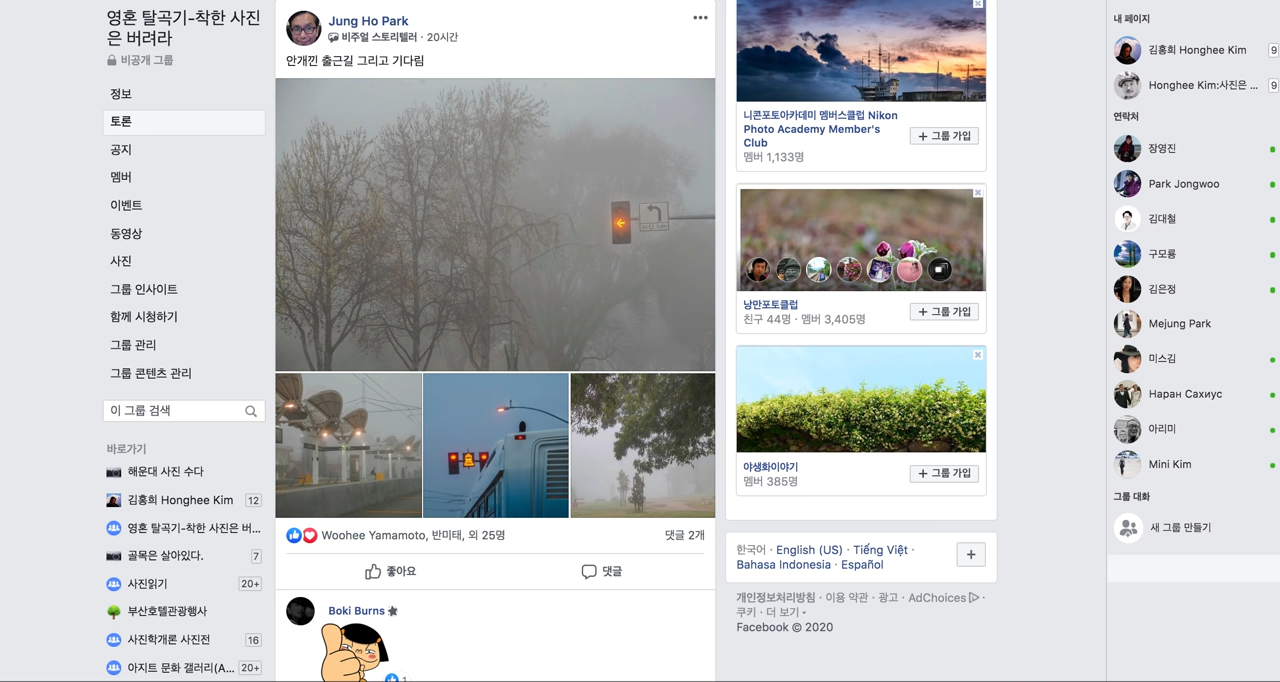 영혼 탈곡기-착한 사진
은 버려라
비공개 그룹
정보
토론
공지
멤버
이벤트
동영상
사진
그룹 인사이트
함께 시청하기
그룹 관리
그룹 콘텐츠 관리
이 그룹 검색
바로가기
해운대 사진 수다
김홍희 Honghee Kim 12
영혼 탈곡기-착한 사진은 버...
골목은 살아있다. 7
사진읽기 20+
부산호텔관광행사
사진학개론 사진전 16
아지트 문화 갤러리(A... 20+
Jung Ho Park
비주얼 스토리텔러 · 20시간
안개낀 출근길 그리고 기다림
Woohee Yamamoto, 반미태, 외 25명
댓글 2개
좋아요
댓글
Boki Burns
1
니콘포토아카데미 멤버스클럽 Nikon
Photo Academy Member's
Club
멤버 1,133명
+ 그룹 가입
낭만포토클럽
친구 44명 · 멤버 3,405명
+ 그룹 가입
야생화이야기
멤버 385명
+ 그룹 가입
한국어 · English (US) · Tiếng Việt ·
Bahasa Indonesia · Español
개인정보처리방침 · 이용 약관 · 광고 · AdChoices ·
쿠키 · 더 보기
Facebook © 2020
내 페이지
김홍희 Honghee Kim 9
Honghee Kim:사진은 ... 9
연락처
장영진
Park Jongwoo
김대철
구모룡
김은정
Mejung Park
미스김
Наран Сахиус
아리미
Mini Kim
그룹 대화
새 그룹 만들기